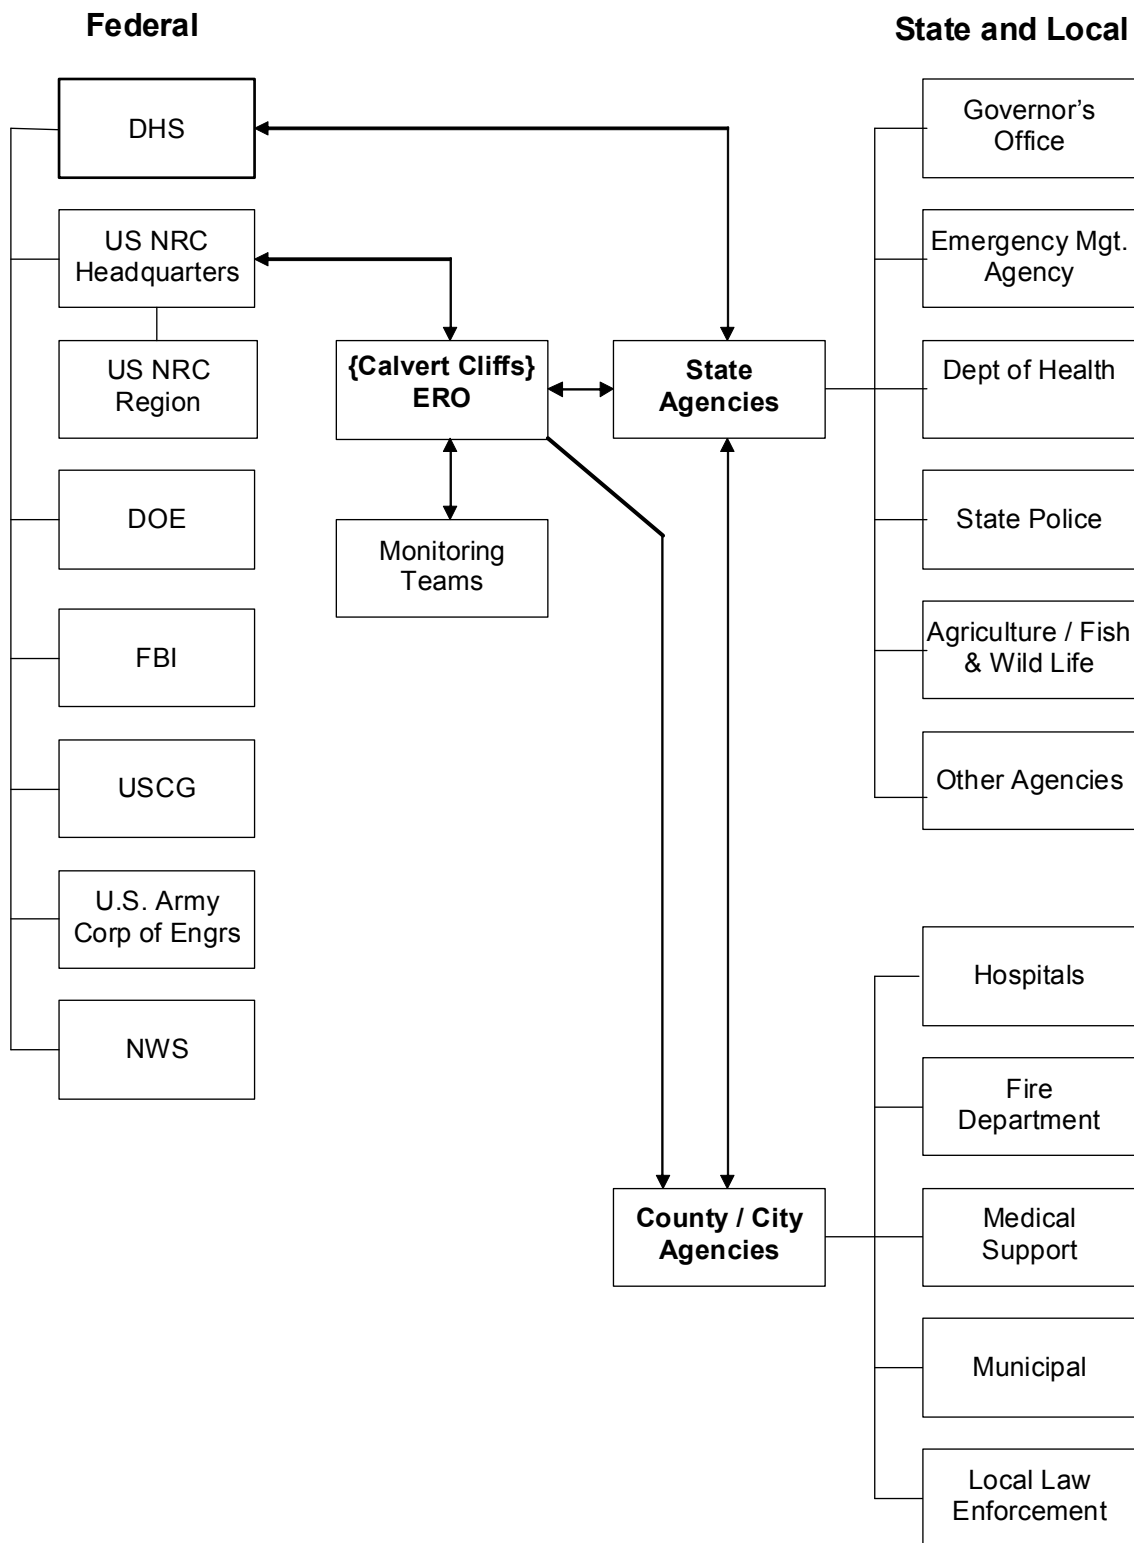 Federal
State and Local
DHS
US NRC
Headquarters
US NRC
Region
DOE
FBI
USCG
U.S. Army
Corp of Engrs
NWS
{Calvert Cliffs}
ERO
Monitoring
Teams
State
Agencies
County / City
Agencies
Governor's
Office
Emergency Mgt.
Agency
Dept of Health
State Police
Agriculture / Fish
& Wild Life
Other Agencies
Hospitals
Fire
Department
Medical
Support
Municipal
Local Law
Enforcement